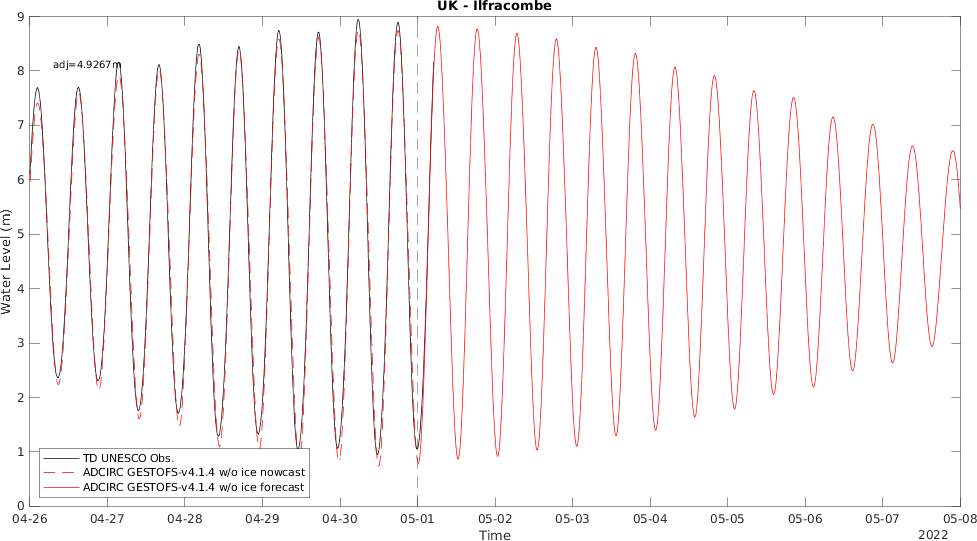 UK - Ilfracombe
9
8
7
6
5
4
3
2
1
0
Water Level (m)
adj=4.9267m
TD UNESCO Obs.
ADCIRC GESTOFS-v4.1.4 w/o ice nowcast
ADCIRC GESTOFS-v4.1.4 w/o ice forecast
04-26 04-27 04-28 04-29 04-30 05-01 05-02 05-03 05-04 05-05 05-06 05-07 05-08
Time
2022